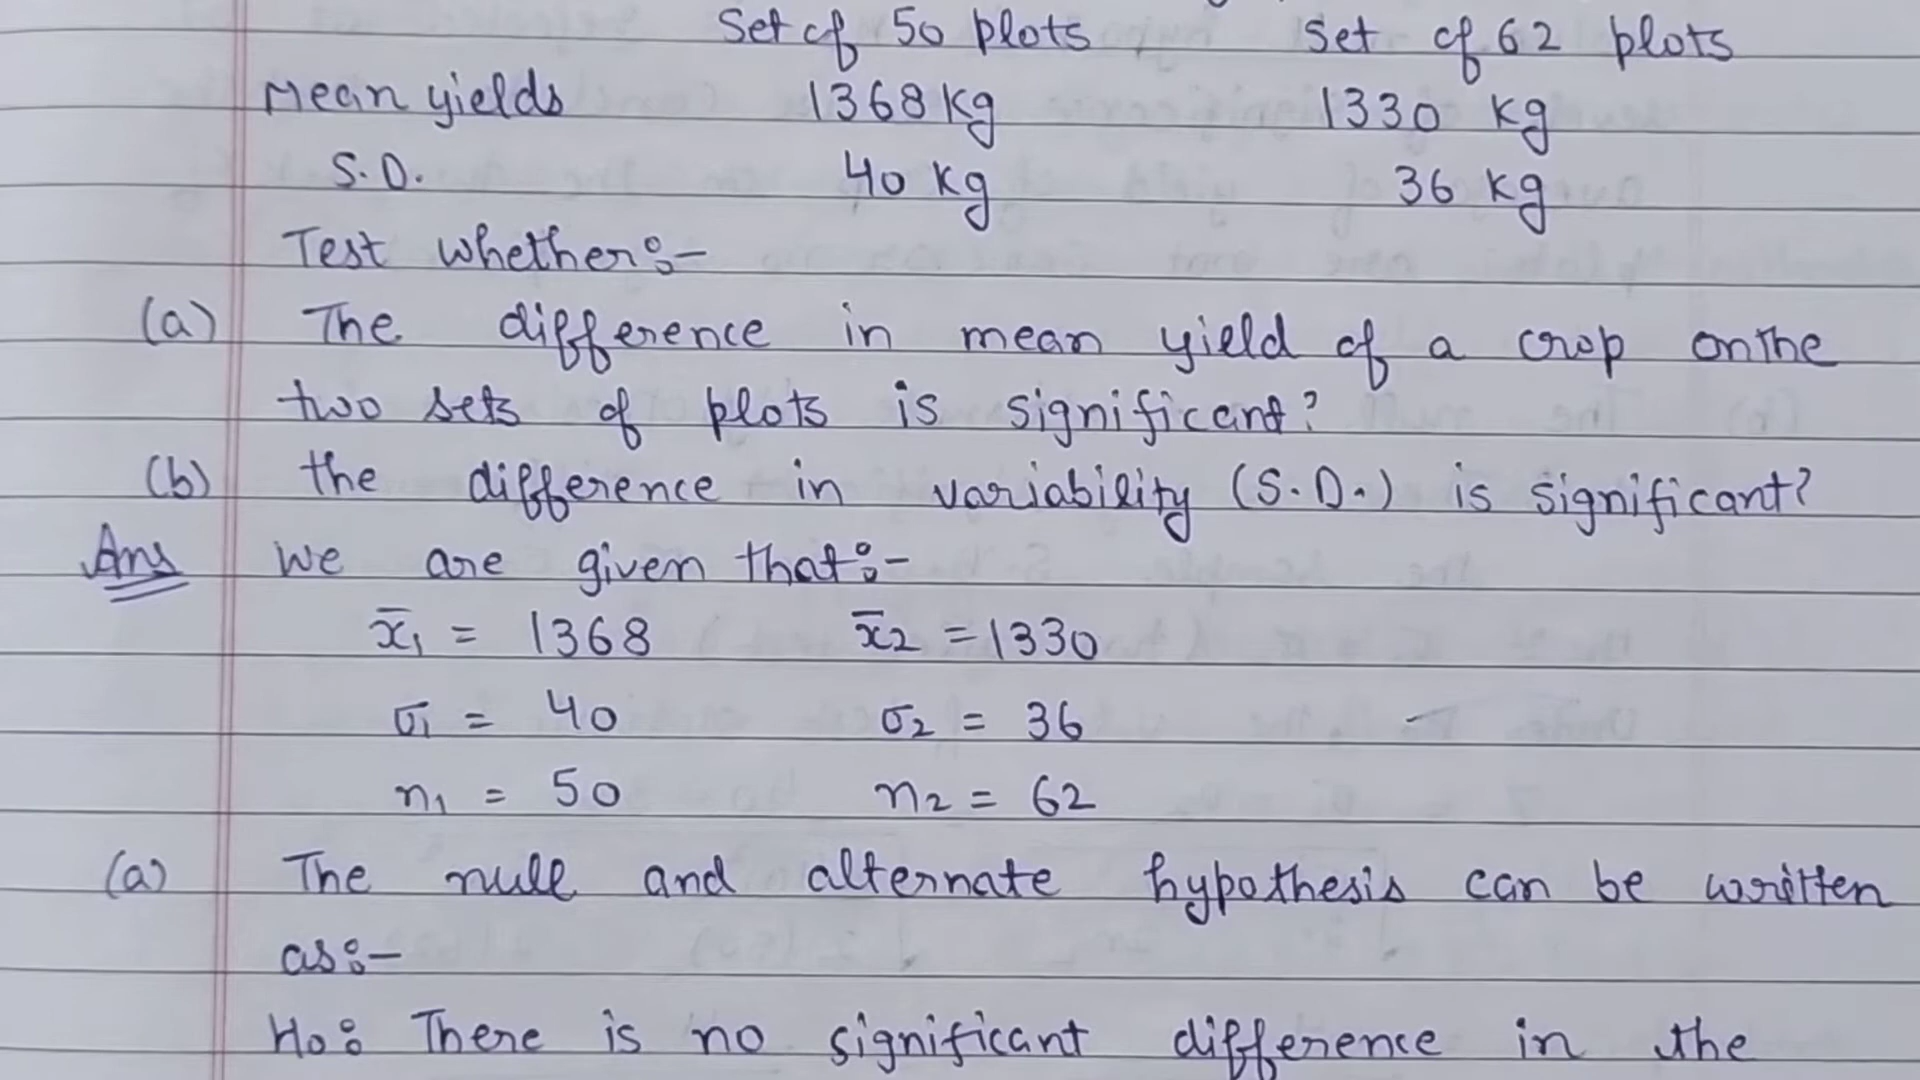 Set of 50 plots Set of 62 plots
Mean yields 1368 kg 1330 kg
S.D. 40 kg 36 kg
Test whether:-
(a) The difference in mean yield of a crop on the
two sets of plots is significant?
(b) the difference in variability (S.D.) is significant?
Ans We are given that:-
x̄₁ = 1368 x̄₂ = 1330
σ₁ = 40 σ₂ = 36
n₁ = 50 n₂ = 62
(a) The null and alternate hypothesis can be written
as:-
Ho: There is no significant difference in the